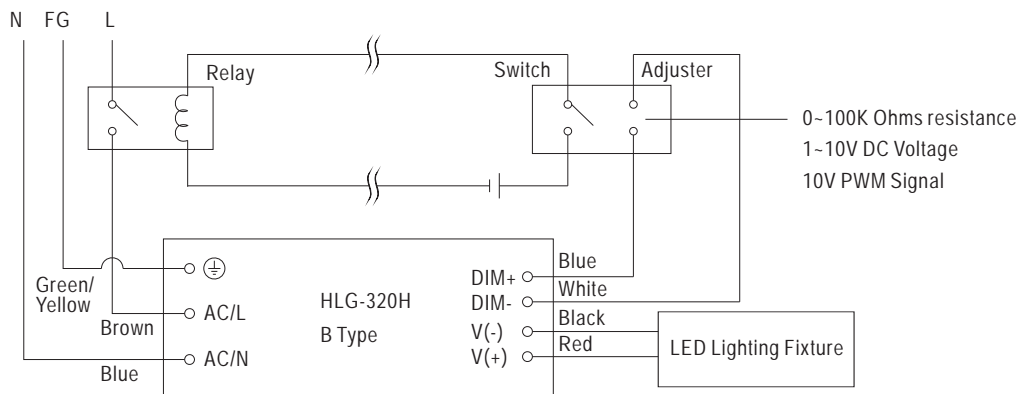 N FG L
Relay
Switch
Adjuster
0~100K Ohms resistance
1~10V DC Voltage
10V PWM Signal
Green/
Yellow
Brown
Blue
AC/L
AC/N
HLG-320H
B Type
DIM+
DIM-
V(-)
V(+)
Blue
White
Black
Red
LED Lighting Fixture